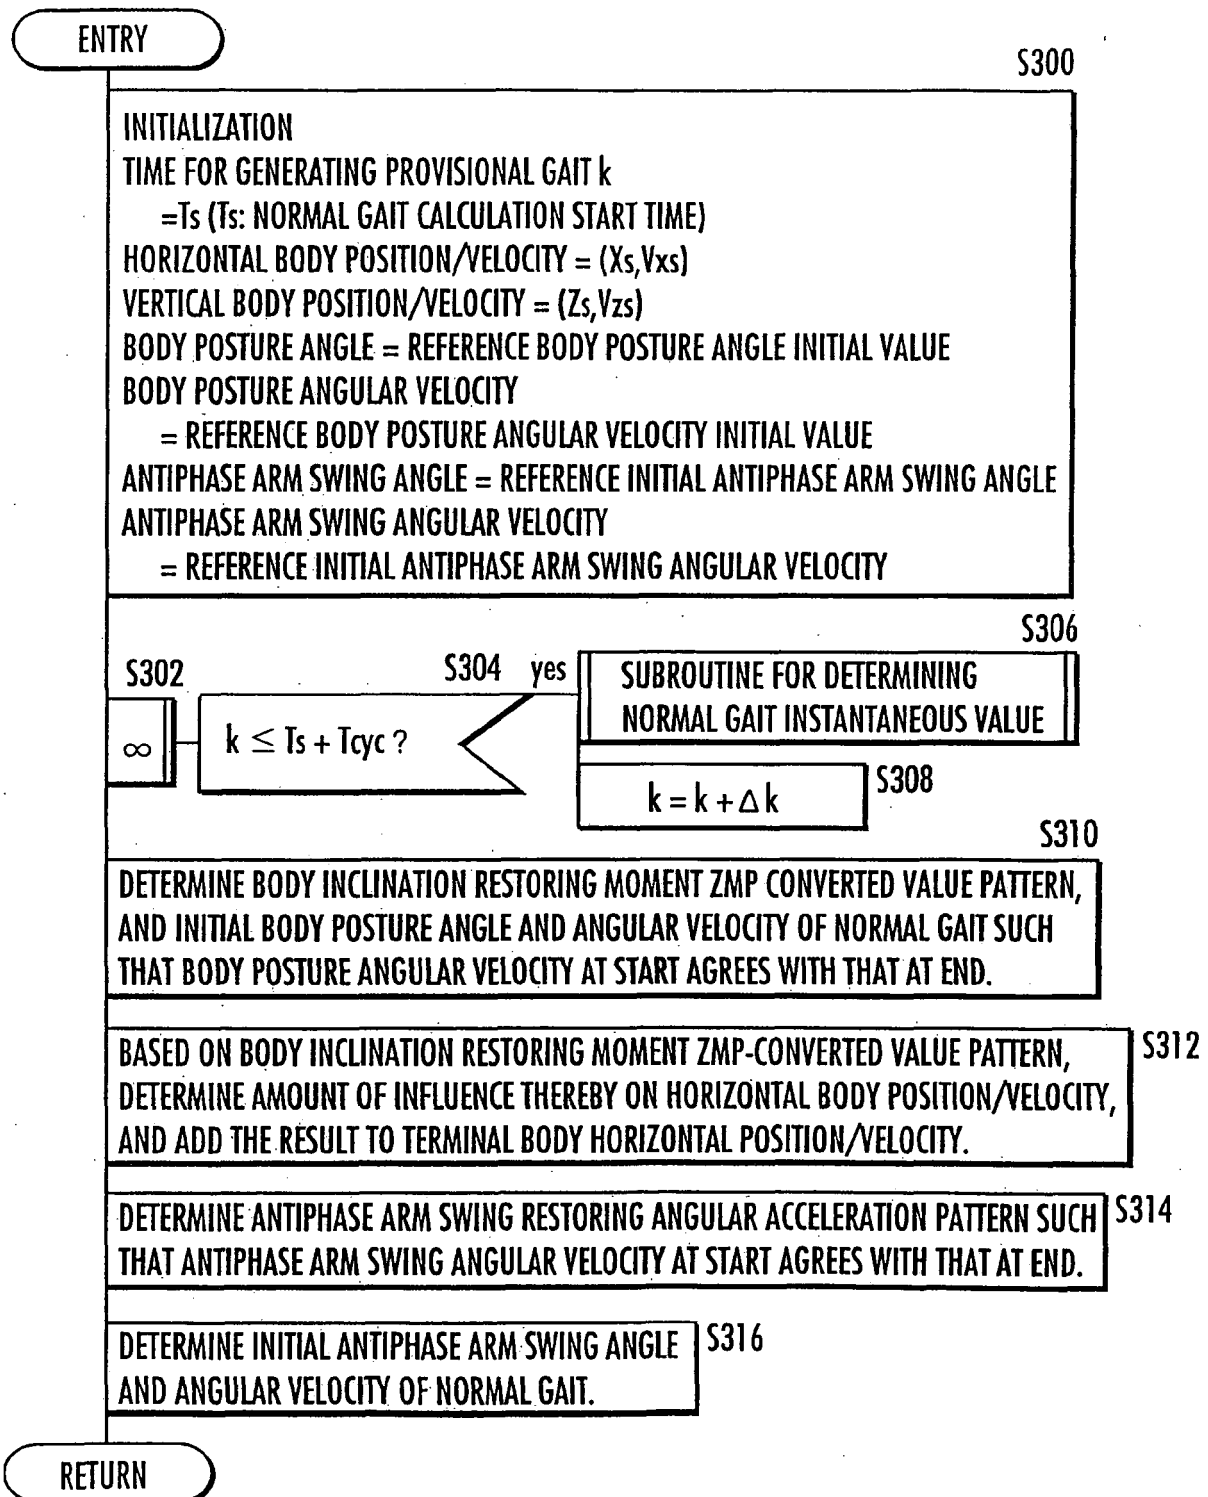 ENTRY
S300
INITIALIZATION
TIME FOR GENERATING PROVISIONAL GAIT k
=Ts (Ts: NORMAL GAIT CALCULATION START TIME)
HORIZONTAL BODY POSITION/VELOCITY = (Xs,Vxs)
VERTICAL BODY POSITION/VELOCITY = (Zs,Vzs)
BODY POSTURE ANGLE = REFERENCE BODY POSTURE ANGLE INITIAL VALUE
BODY POSTURE ANGULAR VELOCITY
= REFERENCE BODY POSTURE ANGULAR VELOCITY INITIAL VALUE
ANTIPHASE ARM SWING ANGLE = REFERENCE INITIAL ANTIPHASE ARM SWING ANGLE
ANTIPHASE ARM SWING ANGULAR VELOCITY
= REFERENCE INITIAL ANTIPHASE ARM SWING ANGULAR VELOCITY
S302
∞
S304 yes
k ≤ Ts + Tcyc ?
S306
SUBROUTINE FOR DETERMINING
NORMAL GAIT INSTANTANEOUS VALUE
k = k + Δ k
S308
S310
DETERMINE BODY INCLINATION RESTORING MOMENT ZMP CONVERTED VALUE PATTERN,
AND INITIAL BODY POSTURE ANGLE AND ANGULAR VELOCITY OF NORMAL GAIT SUCH
THAT BODY POSTURE ANGULAR VELOCITY AT START AGREES WITH THAT AT END.
BASED ON BODY INCLINATION RESTORING MOMENT ZMP-CONVERTED VALUE PATTERN,
S312
DETERMINE AMOUNT OF INFLUENCE THEREBY ON HORIZONTAL BODY POSITION/VELOCITY,
AND ADD THE RESULT TO TERMINAL BODY HORIZONTAL POSITION/VELOCITY.
DETERMINE ANTIPHASE ARM SWING RESTORING ANGULAR ACCELERATION PATTERN SUCH
S314
THAT ANTIPHASE ARM SWING ANGULAR VELOCITY AT START AGREES WITH THAT AT END.
DETERMINE INITIAL ANTIPHASE ARM SWING ANGLE
S316
AND ANGULAR VELOCITY OF NORMAL GAIT.
RETURN